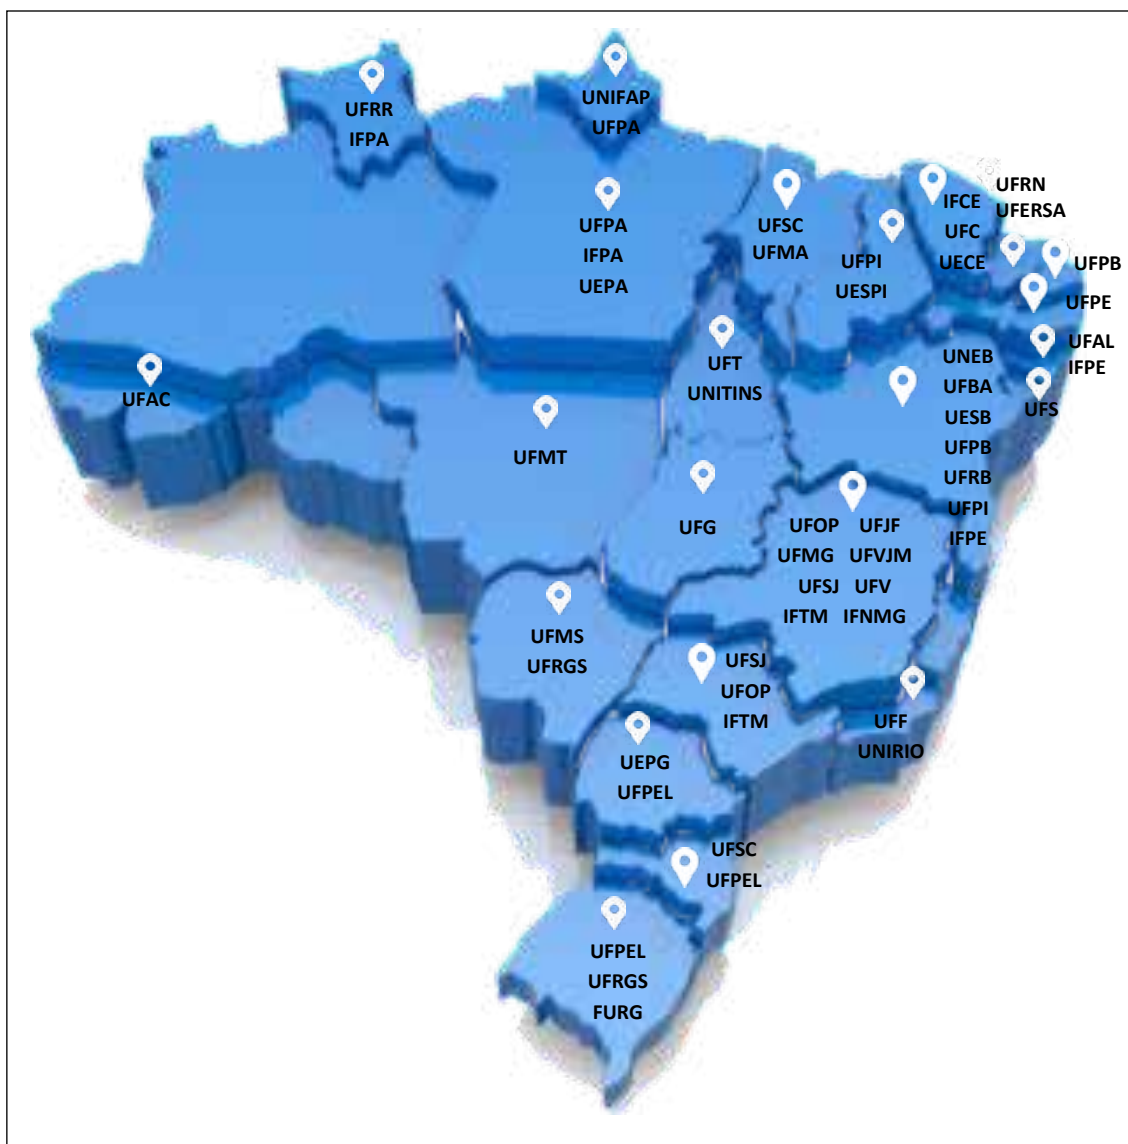 UFRR
IFPA
UNIFAP
UFPA
UFPA
IFPA
UEPA
UFSC
UFMA
UFPI
UESPI
IFCE
UFC
UECE
UFRN
UFERSA
UFPB
UFPE
UFAL
IFPE
UFS
UFAC
UFMT
UFT
UNITINS
UFG
UNEB
UFBA
UESB
UFPB
UFRB
UFPI
IFPE
UFOP UFJF
UFMG UFVJM
UFSJ UFV
IFTM IFNMG
UFMS
UFRGS
UFSJ
UFOP
IFTM
UFF
UNIRIO
UEPG
UFPEL
UFSC
UFPEL
UFPEL
UFRGS
FURG